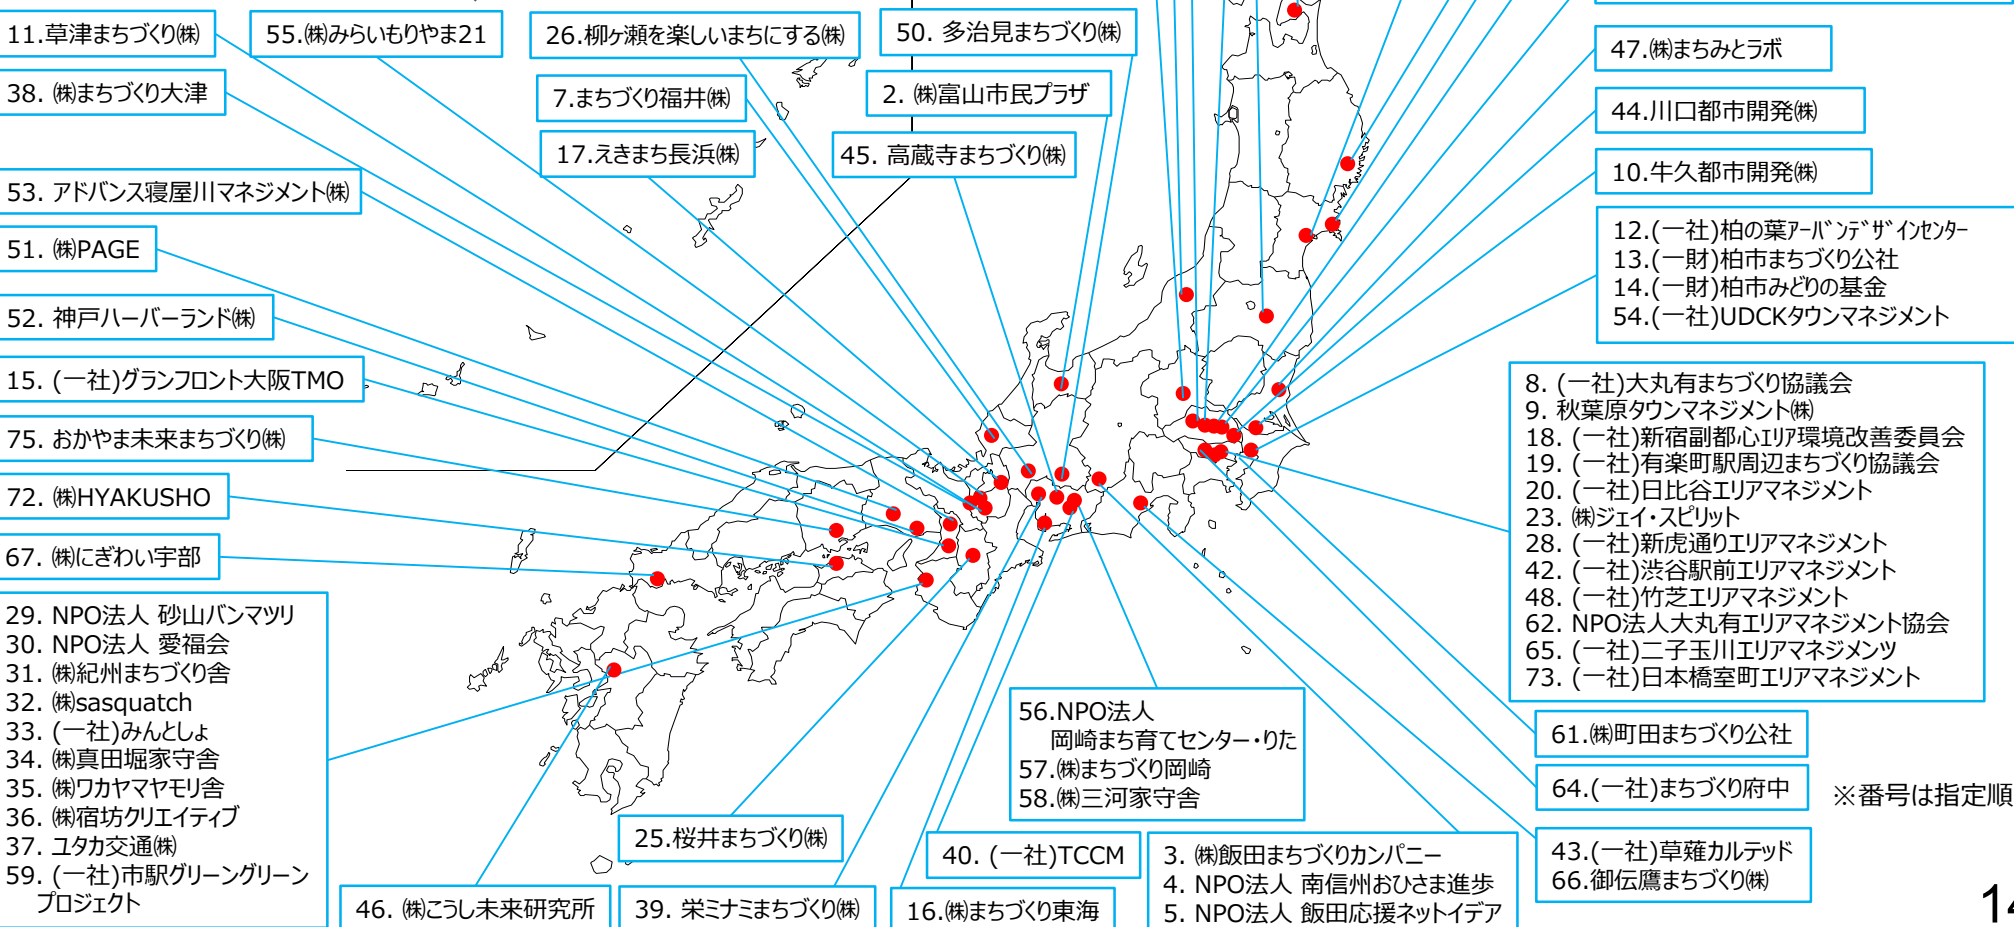 11.草津まちづくり㈱
55.㈱みらいもりやま21
26.柳ヶ瀬を楽しいまちにする㈱
50. 多治見まちづくり㈱
47.㈱まちみとラボ
38. ㈱まちづくり大津
7.まちづくり福井㈱
2. ㈱富山市民プラザ
44.川口都市開発㈱
17.えきまち長浜㈱
45. 高蔵寺まちづくり㈱
10.牛久都市開発㈱
53. アドバンス寝屋川マネジメント㈱
12.(一社)柏の葉アーバンデザインセンター
13.(一財)柏市まちづくり公社
14.(一財)柏市みどりの基金
54.(一社)UDCKタウンマネジメント
51. ㈱PAGE
52. 神戸ハーバーランド㈱
15. (一社)グランフロント大阪TMO
75. おかやま未来まちづくり㈱
72. ㈱HYAKUSHO
67. ㈱にぎわい宇部
8. (一社)大丸有まちづくり協議会
9. 秋葉原タウンマネジメント㈱
18. (一社)新宿副都心エリア環境改善委員会
19. (一社)有楽町駅周辺まちづくり協議会
20. (一社)日比谷エリアマネジメント
23. ㈱ジェイ・スピリット
28. (一社)新虎通りエリアマネジメント
42. (一社)渋谷駅前エリアマネジメント
48. (一社)竹芝エリアマネジメント
62. NPO法人大丸有エリアマネジメント協会
65. (一社)二子玉川エリアマネジメンツ
73. (一社)日本橋室町エリアマネジメント
29. NPO法人 砂山バンマツリ
30. NPO法人 愛福会
31. ㈱紀州まちづくり舎
32. ㈱sasquatch
33. (一社)みんとしょ
34. ㈱真田堀家守舎
35. ㈱ワカヤマヤモリ舎
36. ㈱宿坊クリエイティブ
37. ユタカ交通㈱
59. (一社)市駅グリーングリーン
プロジェクト
56.NPO法人
岡崎まち育てセンター・りた
57.㈱まちづくり岡崎
58.㈱三河家守舎
61.㈱町田まちづくり公社
64.(一社)まちづくり府中
※番号は指定順
25.桜井まちづくり㈱
40. (一社)TCCM
3. ㈱飯田まちづくりカンパニー
4. NPO法人 南信州おひさま進歩
5. NPO法人 飯田応援ネットイデア
43.(一社)草薙カルテッド
66.御伝鷹まちづくり㈱
46. ㈱こうし未来研究所
39. 栄ミナミまちづくり㈱
16.㈱まちづくり東海
14